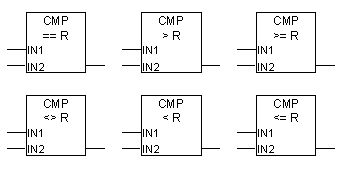 CMP CMP CMP
== R > R >= R
IN1 IN1 IN1
IN2 IN2 IN2
CMP CMP CMP
<> R < R <= R
IN1 IN1 IN1
IN2 IN2 IN2